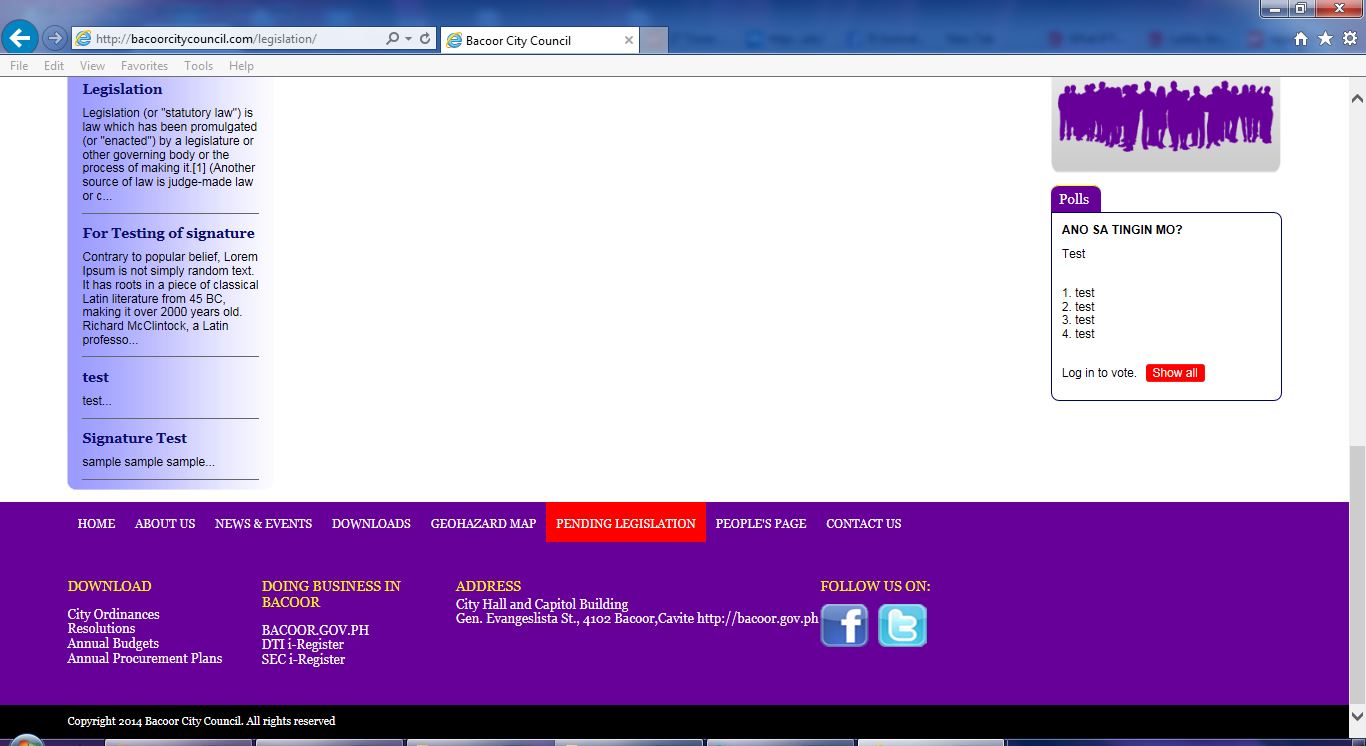 http://bacoorcitycouncil.com/legislation/
Bacoor City Council
File Edit View Favorites Tools Help
Legislation
Legislation (or "statutory law") is
law which has been promulgated
(or "enacted") by a legislature or
other governing body or the
process of making it.[1] (Another
source of law is judge-made law
or c...
For Testing of signature
Contrary to popular belief, Lorem
Ipsum is not simply random text.
It has roots in a piece of classical
Latin literature from 45 BC,
making it over 2000 years old.
Richard McClintock, a Latin
professo...
test
test...
Signature Test
sample sample sample...
Polls
ANO SA TINGIN MO?
Test
1. test
2. test
3. test
4. test
Log in to vote. Show all
HOME ABOUT US NEWS & EVENTS DOWNLOADS GEOHAZARD MAP PENDING LEGISLATION PEOPLE'S PAGE CONTACT US
DOWNLOAD
City Ordinances
Resolutions
Annual Budgets
Annual Procurement Plans
DOING BUSINESS IN
BACOOR
BACOOR.GOV.PH
DTI i-Register
SEC i-Register
ADDRESS
City Hall and Capitol Building
Gen. Evangeslista St., 4102 Bacoor,Cavite http://bacoor.gov.ph
FOLLOW US ON:
Copyright 2014 Bacoor City Council. All rights reserved